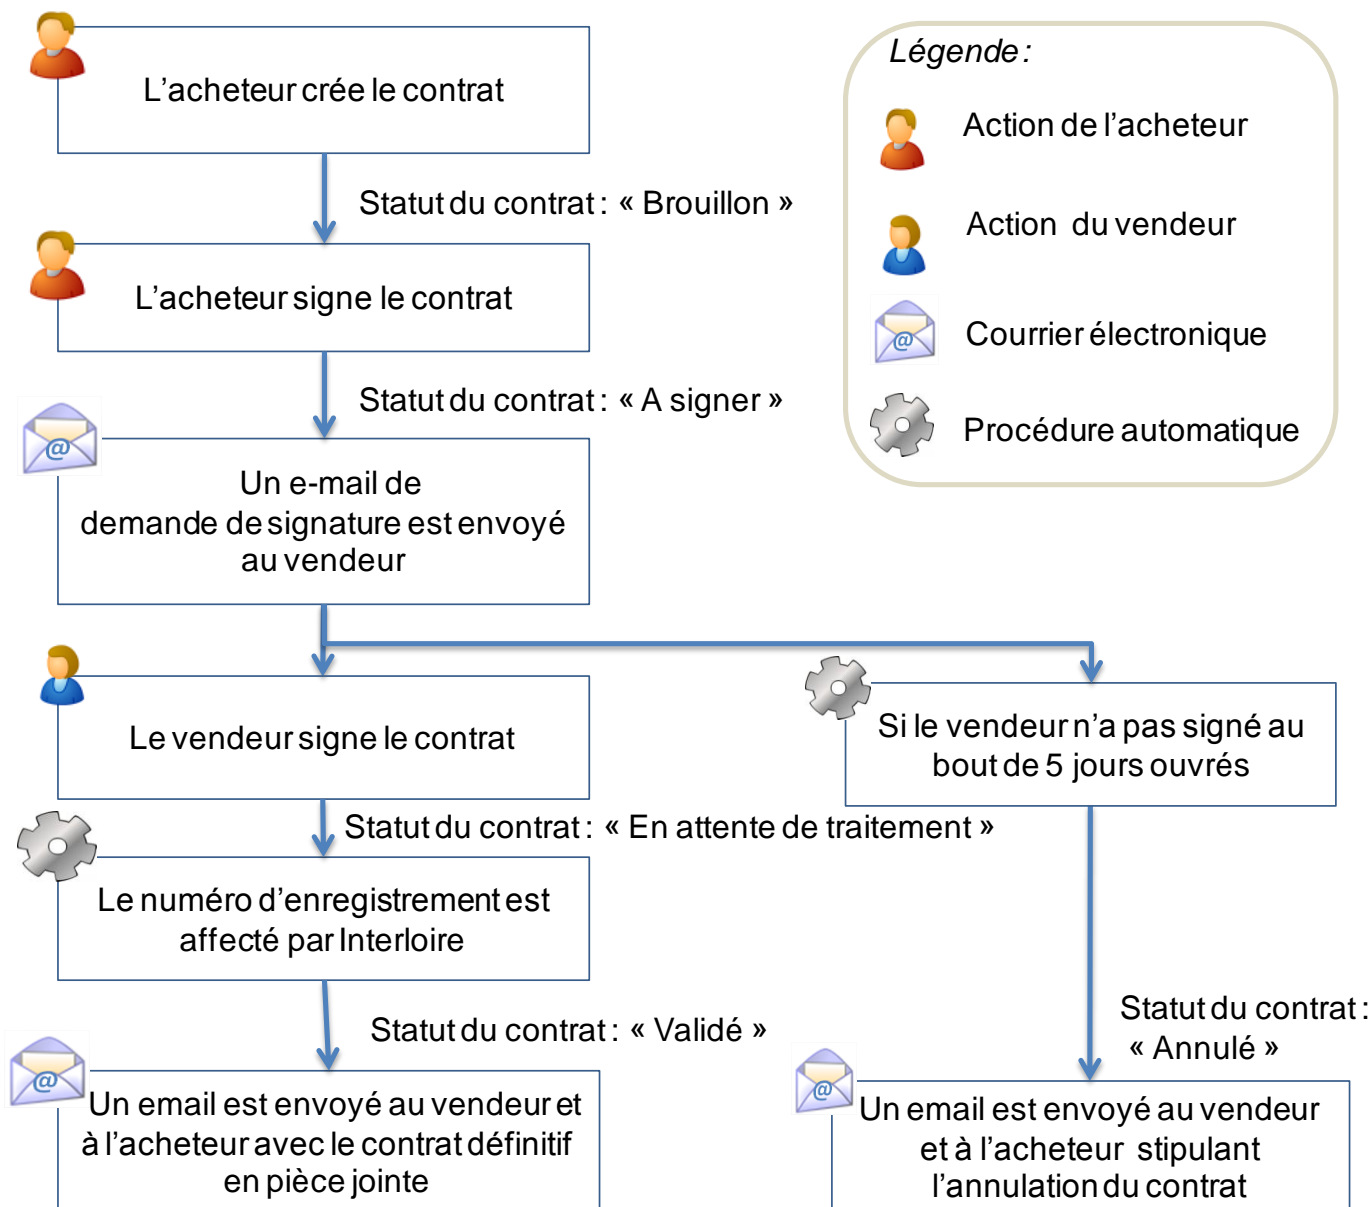 L'acheteur crée le contrat
Statut du contrat : « Brouillon »
L'acheteur signe le contrat
Statut du contrat : « A signer »
Un e-mail de
demande de signature est envoyé
au vendeur
Le vendeur signe le contrat
Statut du contrat : « En attente de traitement »
Le numéro d'enregistrement est
affecté par Interloire
Statut du contrat : « Validé »
Un email est envoyé au vendeur et
à l'acheteur avec le contrat définitif
en pièce jointe
Légende :
Action de l'acheteur
Action du vendeur
Courrier électronique
Procédure automatique
Si le vendeur n'a pas signé au
bout de 5 jours ouvrés
Statut du contrat :
« Annulé »
Un email est envoyé au vendeur
et à l'acheteur stipulant
l'annulation du contrat